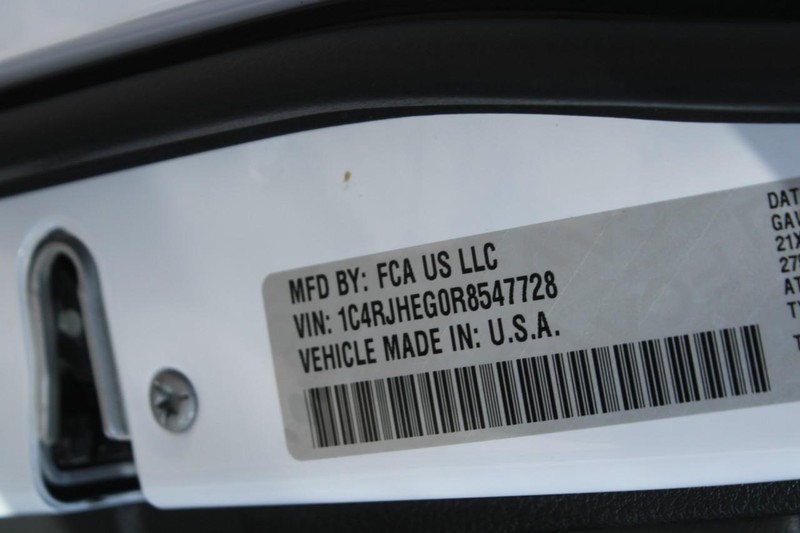 MFD BY: FCA US LLC
VIN: 1C4RJHEG0R8547728
VEHICLE MADE IN: U.S.A.